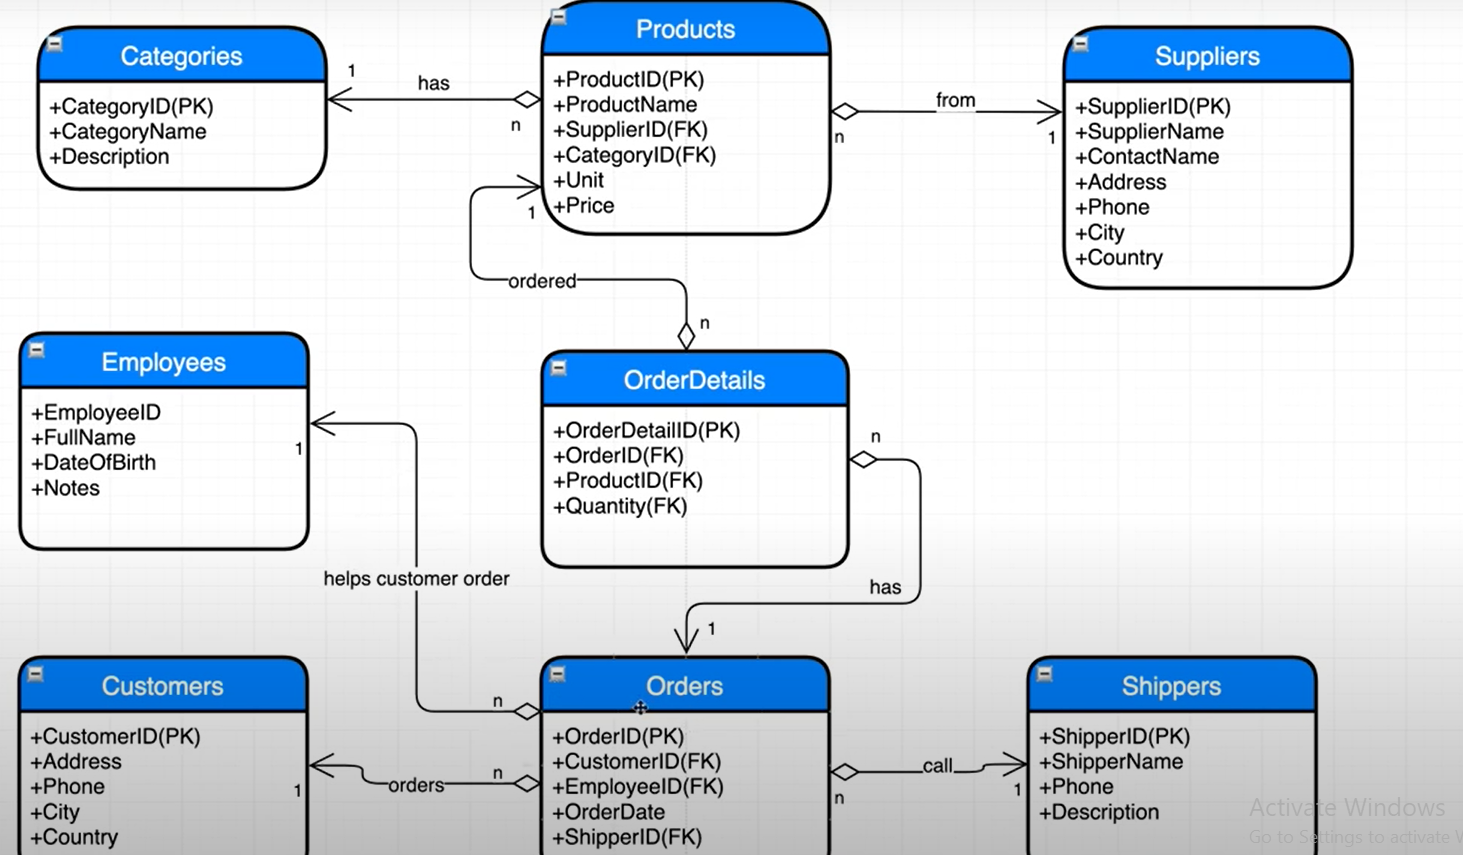 Categories
+CategoryID(PK)
+CategoryName
+Description
1
has
n
Products
+ProductID(PK)
+ProductName
+SupplierID(FK)
+CategoryID(FK)
+Unit
+Price
n
from
1
Suppliers
+SupplierID(PK)
+SupplierName
+ContactName
+Address
+Phone
+City
+Country
1
ordered
n
Employees
+EmployeeID
+FullName
+DateOfBirth
+Notes
1
OrderDetails
+OrderDetailID(PK)
+OrderID(FK)
+ProductID(FK)
+Quantity(FK)
n
has
1
helps customer order
n
Customers
+CustomerID(PK)
+Address
+Phone
+City
+Country
1
orders
n
Orders
+OrderID(PK)
+CustomerID(FK)
+EmployeeID(FK)
+OrderDate
+ShipperID(FK)
n
call
1
Shippers
+ShipperID(PK)
+ShipperName
+Phone
+Description
Activate Windows
Go to Settings to activate W